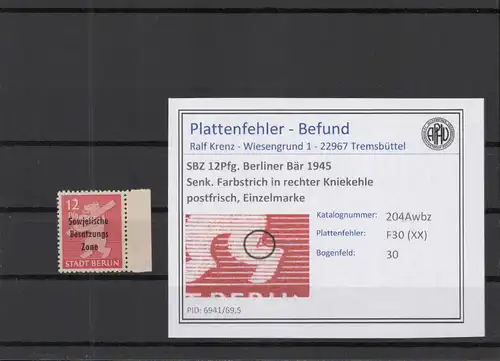 Plattenfehler - Befund
Ralf Krenz - Wiesengrund 1 - 22967 Tremsbüttel
SBZ 12Pfg. Berliner Bär 1945
Senk. Farbstrich in rechter Kniekehle
postfrisch, Einzelmarke
Katalognummer: 204Awbz
Plattenfehler: F30 (XX)
Bogenfeld: 30
PID: 6941/69,5
12
Sowjetische
Besatzungs
Zone
STADT BERLIN